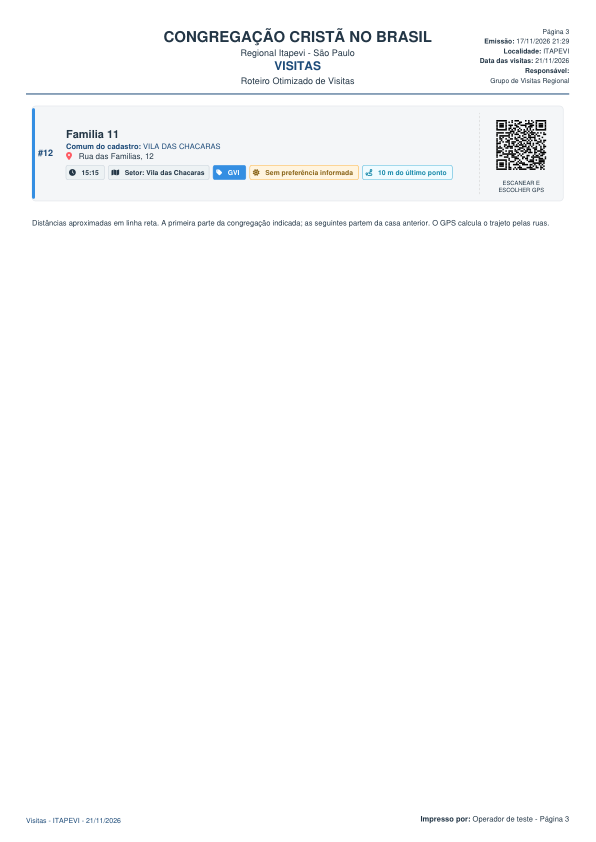 CONGREGAÇÃO CRISTÃ NO BRASIL
Regional Itapevi - São Paulo
VISITAS
Roteiro Otimizado de Visitas
Página 3
Emissão: 17/11/2026 21:29
Localidade: ITAPEVI
Data das visitas: 21/11/2026
Responsável:
Grupo de Visitas Regional
#12
Familia 11
Comum do cadastro: VILA DAS CHACARAS
Rua das Familias, 12
15:15 Setor: Vila das Chacaras GVI Sem preferência informada 10 m do último ponto
ESCANEAR E
ESCOLHER GPS
Distâncias aproximadas em linha reta. A primeira parte da congregação indicada; as seguintes partem da casa anterior. O GPS calcula o trajeto pelas ruas.
Visitas - ITAPEVI - 21/11/2026
Impresso por: Operador de teste - Página 3